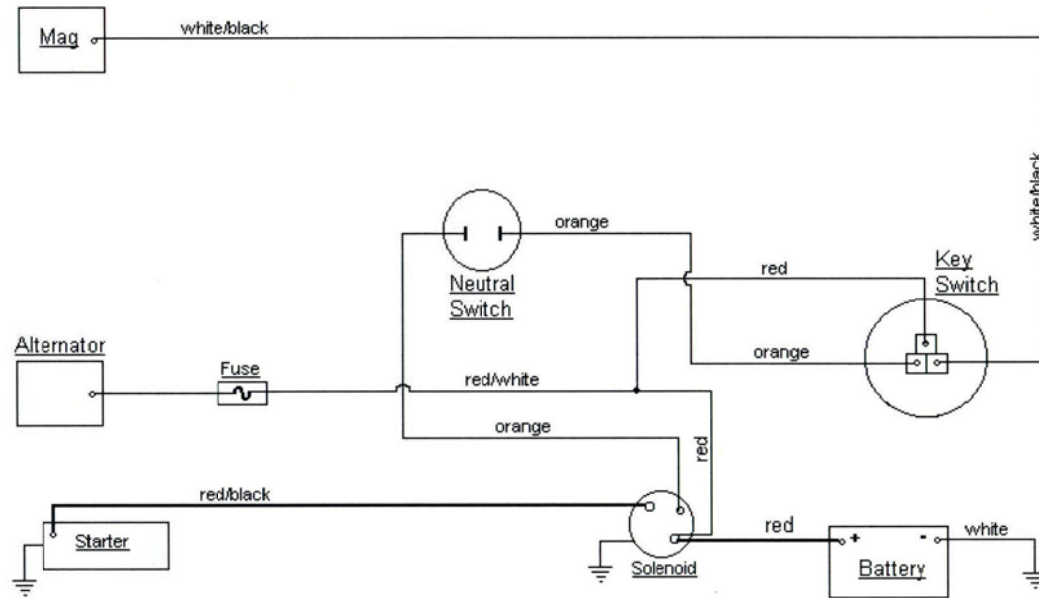 Mag
white/black
white/black
orange
Neutral
Switch
red
Key
Switch
Alternator
Fuse
red/white
orange
orange
red
red/black
Starter
Solenoid
red
+ -
Battery
white